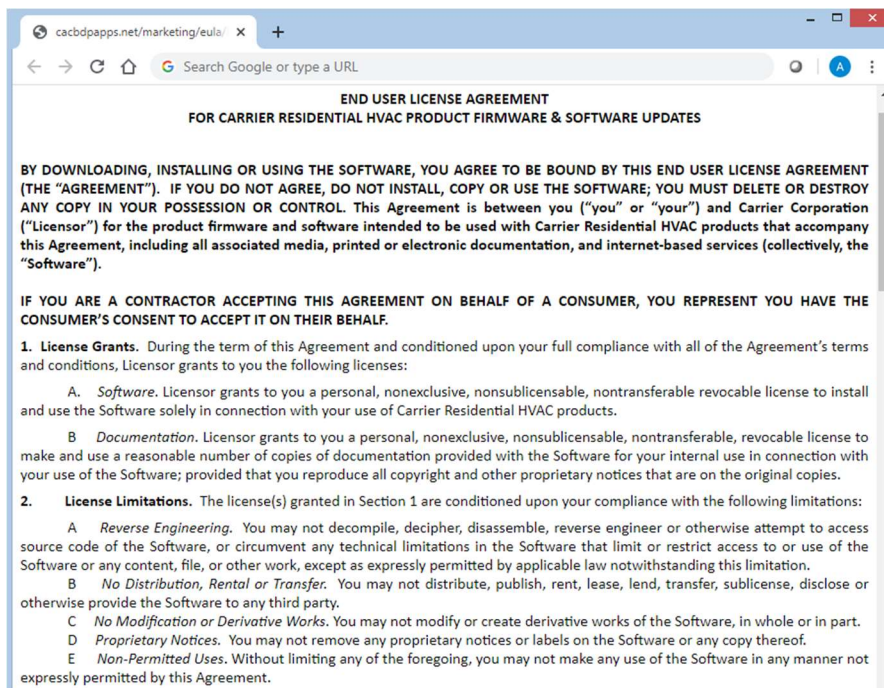 cacbdpapps.net/marketing/eula/
Search Google or type a URL
A
END USER LICENSE AGREEMENT
FOR CARRIER RESIDENTIAL HVAC PRODUCT FIRMWARE & SOFTWARE UPDATES
BY DOWNLOADING, INSTALLING OR USING THE SOFTWARE, YOU AGREE TO BE BOUND BY THIS END USER LICENSE AGREEMENT
(THE “AGREEMENT”).  IF YOU DO NOT AGREE, DO NOT INSTALL, COPY OR USE THE SOFTWARE; YOU MUST DELETE OR DESTROY
ANY COPY IN YOUR POSSESSION OR CONTROL. This Agreement is between you (“you” or “your”) and Carrier Corporation
(“Licensor”) for the product firmware and software intended to be used with Carrier Residential HVAC products that accompany
this Agreement, including all associated media, printed or electronic documentation, and internet-based services (collectively, the
“Software”).
IF YOU ARE A CONTRACTOR ACCEPTING THIS AGREEMENT ON BEHALF OF A CONSUMER, YOU REPRESENT YOU HAVE THE
CONSUMER’S CONSENT TO ACCEPT IT ON THEIR BEHALF.
1. License Grants.  During the term of this Agreement and conditioned upon your full compliance with all of the Agreement’s terms
and conditions, Licensor grants to you the following licenses:
A. Software. Licensor grants to you a personal, nonexclusive, nonsublicensable, nontransferable revocable license to install
and use the Software solely in connection with your use of Carrier Residential HVAC products.
B Documentation. Licensor grants to you a personal, nonexclusive, nonsublicensable, nontransferable, revocable license to
make and use a reasonable number of copies of documentation provided with the Software for your internal use in connection with
your use of the Software; provided that you reproduce all copyright and other proprietary notices that are on the original copies.
2. License Limitations.  The license(s) granted in Section 1 are conditioned upon your compliance with the following limitations:
A Reverse Engineering.  You may not decompile, decipher, disassemble, reverse engineer or otherwise attempt to access
source code of the Software, or circumvent any technical limitations in the Software that limit or restrict access to or use of the
Software or any content, file, or other work, except as expressly permitted by applicable law notwithstanding this limitation.
B No Distribution, Rental or Transfer.  You may not distribute, publish, rent, lease, lend, transfer, sublicense, disclose or
otherwise provide the Software to any third party.
C No Modification or Derivative Works. You may not modify or create derivative works of the Software, in whole or in part.
D Proprietary Notices.  You may not remove any proprietary notices or labels on the Software or any copy thereof.
E Non-Permitted Uses. Without limiting any of the foregoing, you may not make any use of the Software in any manner not
expressly permitted by this Agreement.